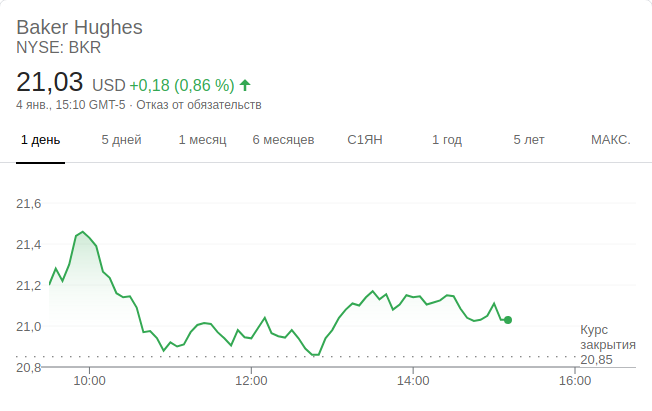 Baker Hughes
NYSE: BKR
21,03 USD +0,18 (0,86 %)
4 янв., 15:10 GMT-5 · Отказ от обязательств
1 день 5 дней 1 месяц 6 месяцев С1ЯН 1 год 5 лет МАКС.
21,6
21,4
21,2
21,0
20,8
Курс
закрытия
20,85
10:00 12:00 14:00 16:00